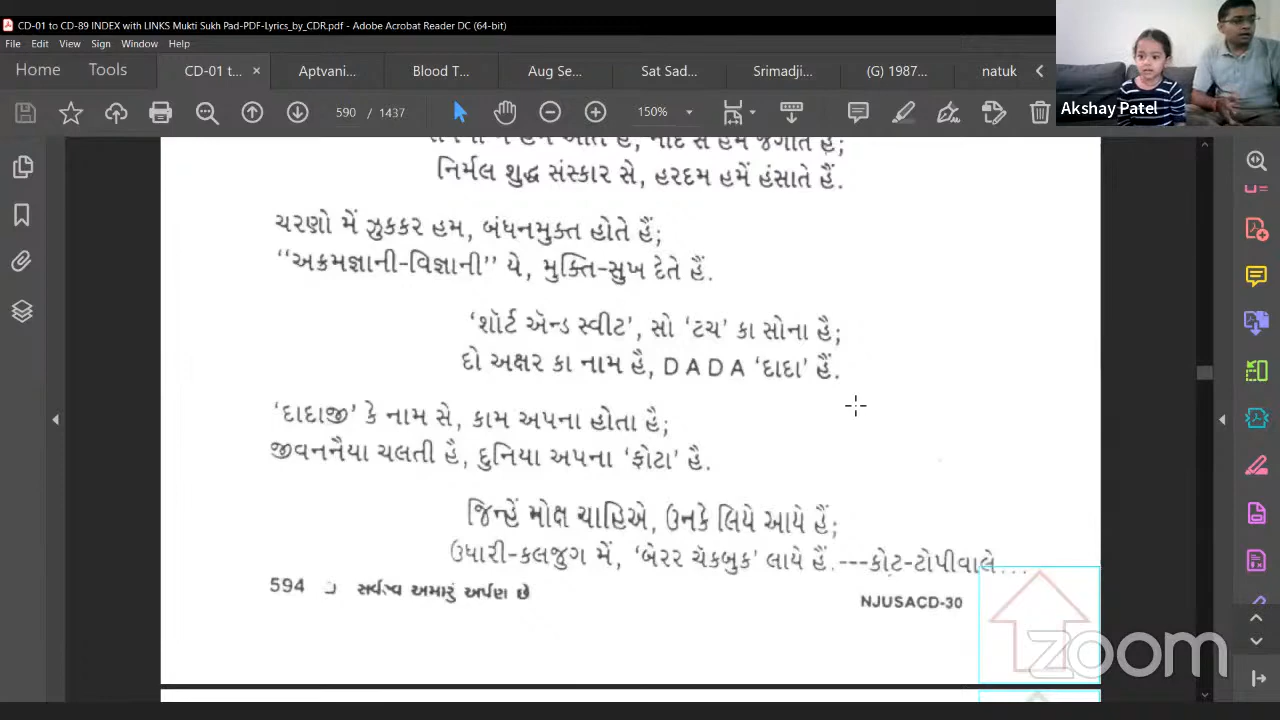 CD-01 to CD-89 INDEX with LINKS Mukti Sukh Pad-PDF-Lyrics_by_CDR.pdf - Adobe Acrobat Reader DC (64-bit)
File Edit View Sign Window Help
Home Tools CD-01 t... × Aptvani... Blood T... Aug Se... Sat Sad... Srimadji... (G) 1987... natuk
590 / 1437 150%
Akshay Patel
નિર્મલ શુદ્ધ સંસ્કાર સે, હરદમ હમેં હંસાતે હૈં.
ચરણો મેં ઝુકકર હમ, બંધનમુક્ત હોતે હૈં;
“અક્રમજ્ઞાની-વિજ્ઞાની” યે, મુક્તિ-સુખ દેતે હૈં.
‘શૉર્ટ ઍન્ડ સ્વીટ’, સો ‘ટચ’ કા સોના હૈ;
દો અક્ષર કા નામ હૈ, D A D A ‘દાદા’ હૈં.
‘દાદાજી’ કે નામ સે, કામ અપના હોતા હૈ;
જીવનનૈયા ચલતી હૈ, દુનિયા અપના ‘ફોટા’ હૈ.
જિન્હેં મોક્ષ ચાહિએ, ઉનકે લિયે આયે હૈં;
ઉધારી-કલજુગ મેં, ‘બેરર ચૅકબુક’ લાયે હૈં.---કોટ-ટોપીવાલે...
594 સર્વસ્વ અમારું અર્પણ છે NJUSACD-30
zoom